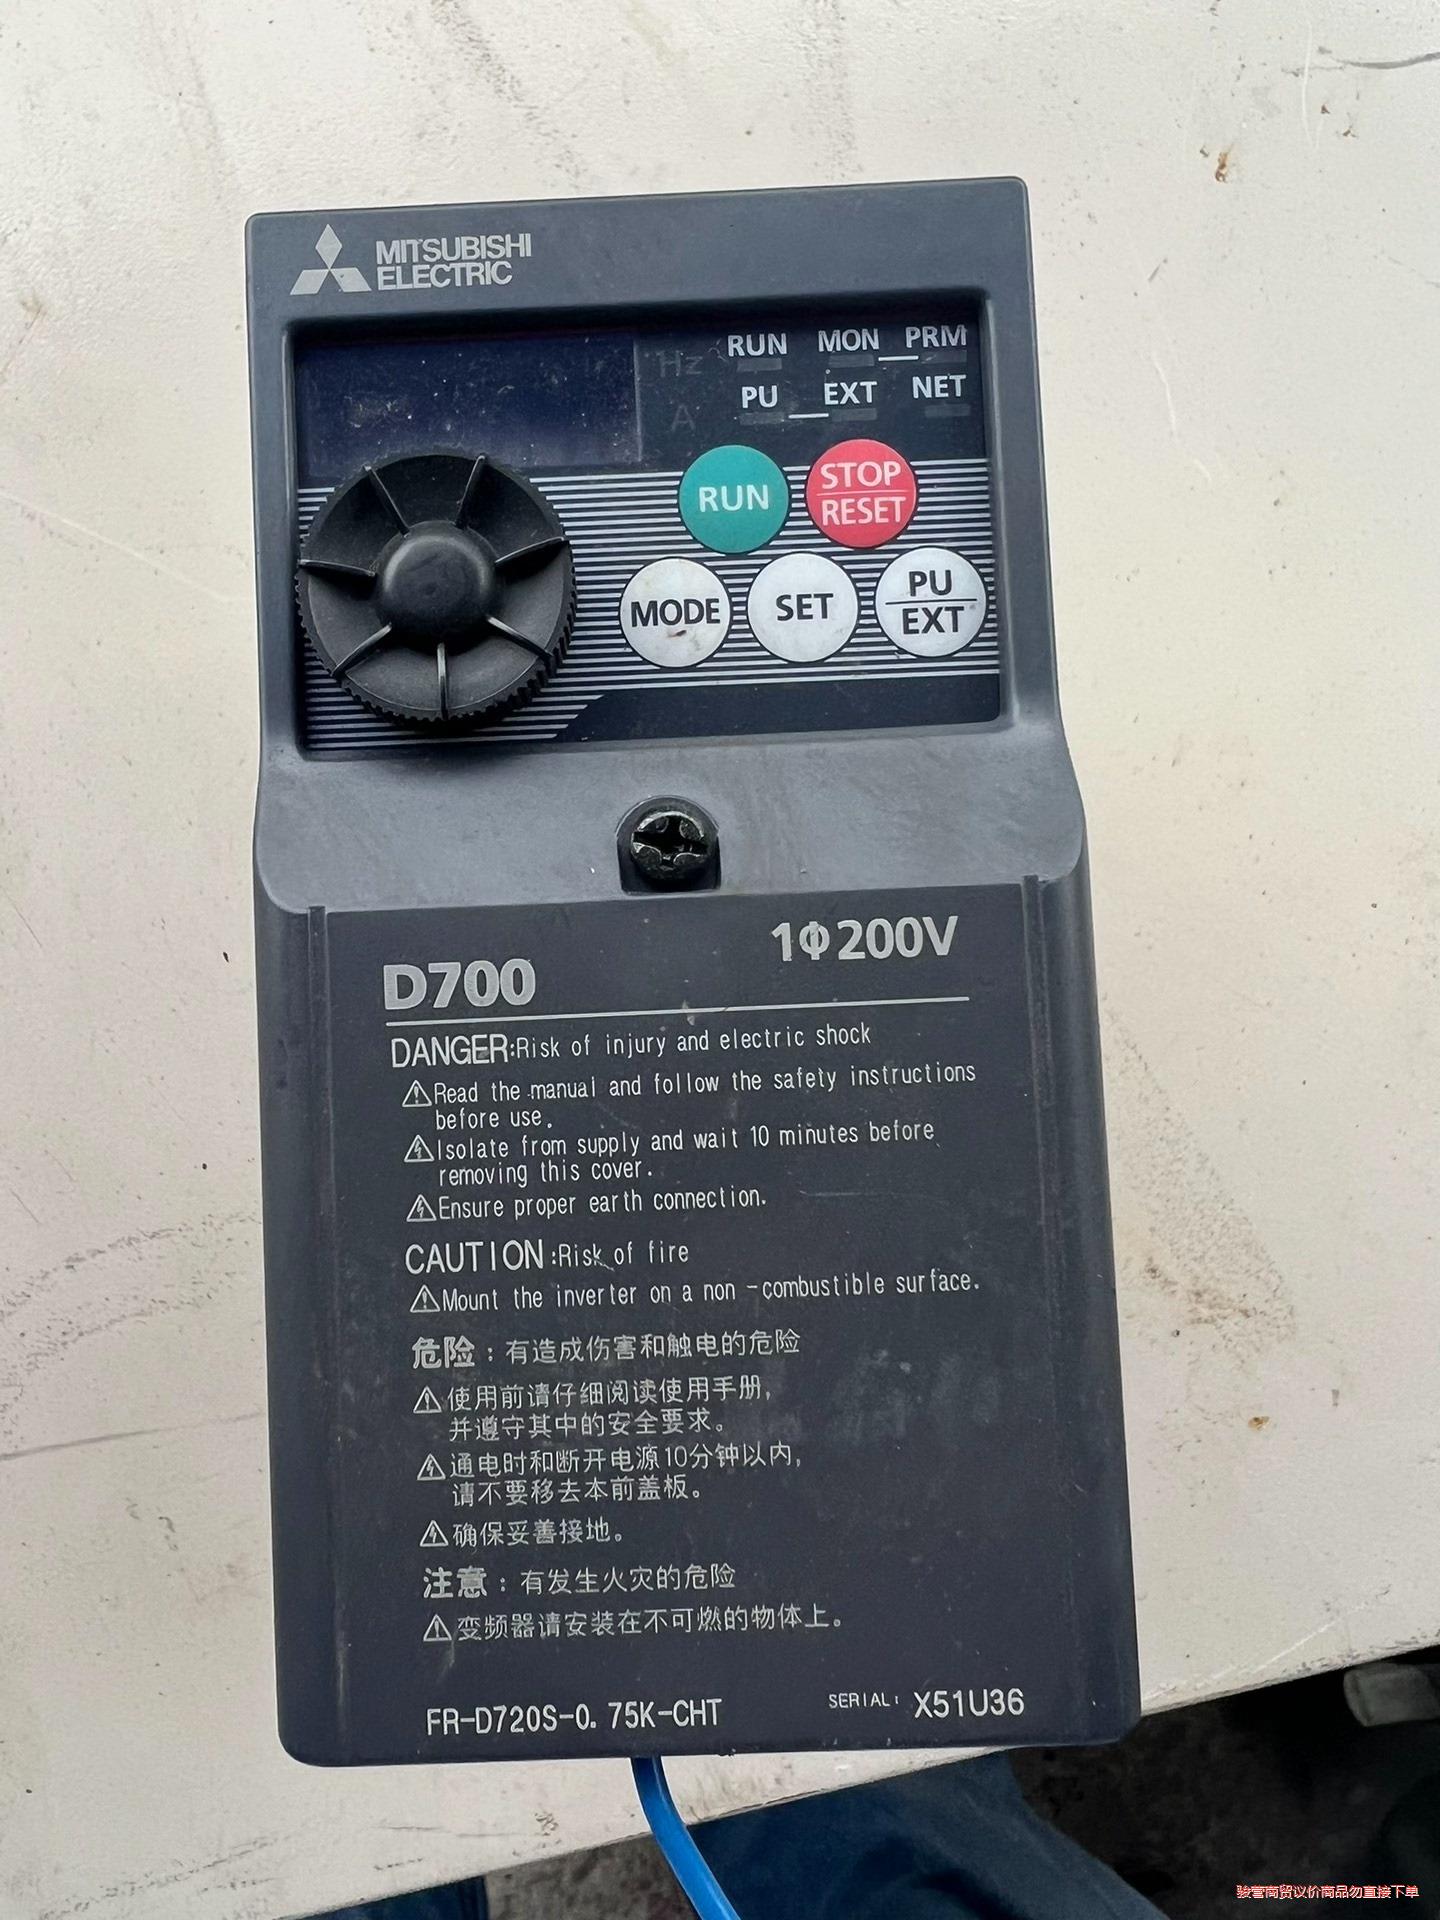 MITSUBISHI
ELECTRIC
Hz RUN MON PRM
A PU EXT NET
RUN STOP
RESET
MODE SET PU
EXT
1Φ200V
D700
DANGER:Risk of injury and electric shock
Read the manual and follow the safety instructions
before use.
Isolate from supply and wait 10 minutes before
removing this cover.
Ensure proper earth connection.
CAUTION:Risk of fire
Mount the inverter on a non-combustible surface.
危险：有造成伤害和触电的危险
使用前请仔细阅读使用手册，
并遵守其中的安全要求。
通电时和断开电源10分钟以内，
请不要移去本前盖板。
确保妥善接地。
注意：有发生火灾的危险
变频器请安装在不可燃的物体上。
FR-D720S-0.75K-CHT SERIAL: X51U36
骏菅商贸议价商品勿直接下单